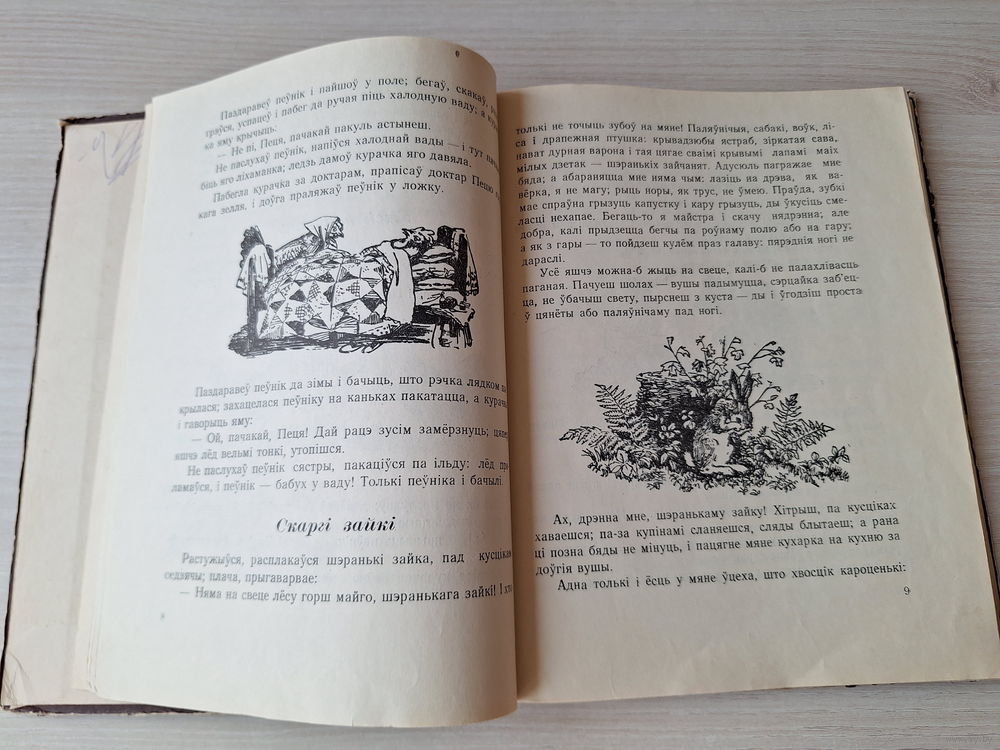 Паздаравеў пеўнік і пайшоў у поле; бегаў, скакаў,
траўся, успацеў і пабег да ручая піць халодную ваду; а
ка яму крычыць:
— Не пі, Пеця, пачакай пакуль астынеш.
Не паслухаў пеўнік, напіўся халоднай вады — і тут
біць яго ліхаманка; ледзь дамоў курачка яго давяла.
Пабегла курачка за доктарам, прапісаў доктар Пецю
кага зелля, і доўга праляжаў пеўнік у ложку.
Паздаравеў пеўнік да зімы і бачыць, што рэчка лядком па
крылася; захацелася пеўніку на каньках пакатацца, а курачка
і гаворыць яму:
— Ой, пачакай, Пеця! Дай рацэ зусім замёрзнуць; цяпер
яшчэ лёд вельмі тонкі, утопішся.
Не паслухаў пеўнік сястры, пакаціўся па ільду: лёд пра
ламаўся, і пеўнік — бабух у ваду! Толькі пеўніка і бачылі.
Скаргі зайкі
Растужыўся, расплакаўся шэранькі зайка, пад кусцікам
седзячы; плача, прыгаварвае:
— Няма на свеце лёсу горш майго, шэранькага зайкі! І хто
толькі не точыць зубоў на мяне! Паляўнічыя, сабакі, воўк, лі-
са і драпежная птушка: крывадзюбы ястраб, зіркатая сава,
нават дурная варона і тая цягае сваімі крывымі лапамі маіх
мілых дзетак — шэранькіх зайчанят. Адусюль пагражае мне
бяда; а абараняцца мне няма чым: лазіць на дрэва, як ва-
вёрка, я не магу; рыць норы, як трус, не ўмею. Праўда, зубкі
мае спраўна грызуць капустку і кару грызуць, ды ўкусіць сме-
ласці нехапае. Бегаць-то я майстра і скачу нядрэнна; але
добра, калі прыдзецца бегчы па роўнаму полю або на гару;
а як з гары — то пойдзеш кулём праз галаву: пярэднія ногі не
дараслі.
Усё яшчэ можна-б жыць на свеце, калі-б не палахлівасць
паганая. Пачуеш шолах — вушы падымуцца, сэрцайка заб'ец-
ца, не ўбачыш свету, пырснеш з куста — ды і ўгодзіш проста
ў цянёты або паляўнічаму пад ногі.
Ах, дрэнна мне, шэранькаму зайку! Хітрыш, па кусціках
хаваешся; па-за купінамі сланяешся, сляды блытаеш; а рана
ці позна бяды не мінуць, і пацягне мяне кухарка на кухню за
доўгія вушы.
Адна толькі і ёсць у мяне ўцеха, што хвосцік кароценькі:
9